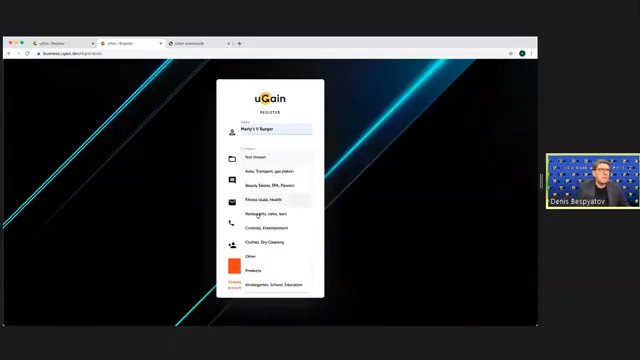 uGain / Register
uGain / Register
business.ugain.dev/registration
uGain
REGISTER
Name
Marty's V Burger
Category
Not chosen
Auto, Transport, gas station
Beauty Salons, SPA, Flowers
Fitness clubs, Health
Restaurants, cafes, bars
Cinemas, Entertainment
Clothes, Dry Cleaning
Other
Products
Kindergarten, School, Education
Denis Bespyatov